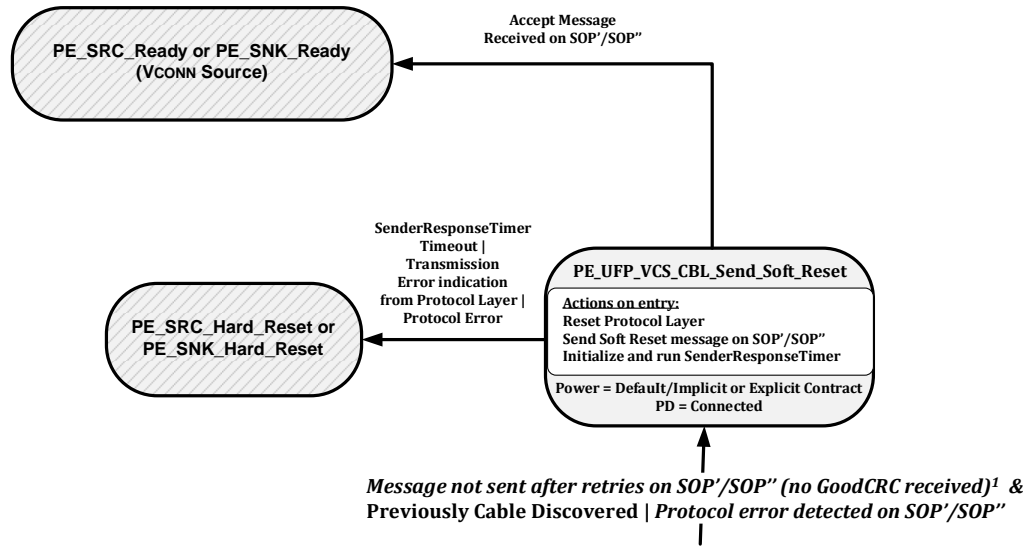 Accept Message
Received on SOP’/SOP’’
PE_SRC_Ready or PE_SNK_Ready
(VCONN Source)
SenderResponseTimer
Timeout |
Transmission
Error indication
from Protocol Layer |
Protocol Error
PE_SRC_Hard_Reset or
PE_SNK_Hard_Reset
PE_UFP_VCS_CBL_Send_Soft_Reset
Actions on entry:
Reset Protocol Layer
Send Soft Reset message on SOP’/SOP’’
Initialize and run SenderResponseTimer
Power = Default/Implicit or Explicit Contract
PD = Connected
Message not sent after retries on SOP’/SOP’’ (no GoodCRC received)¹ &
Previously Cable Discovered | Protocol error detected on SOP’/SOP’’